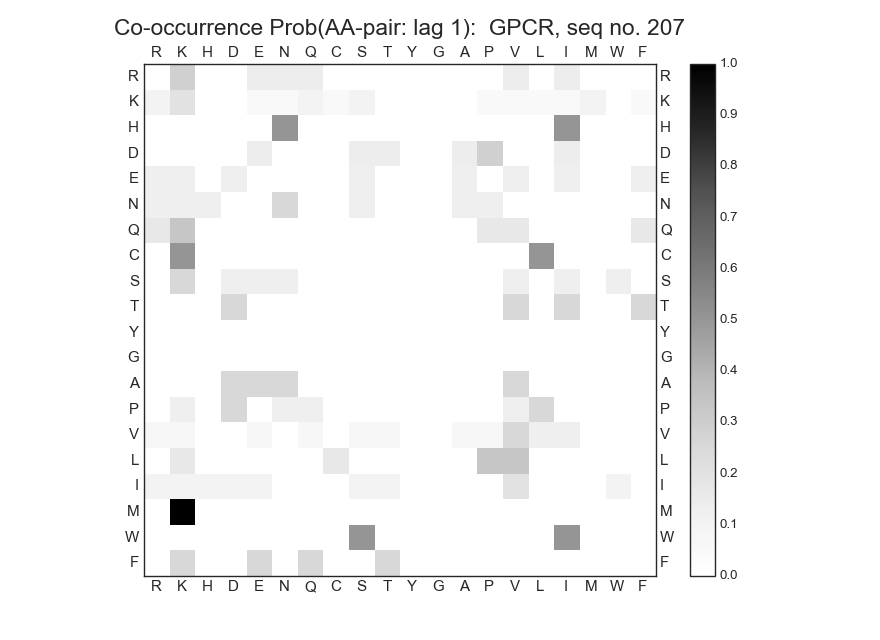 Co-occurrence Prob(AA-pair: lag 1):  GPCR, seq no. 207
R K H D E N Q C S T Y G A P V L I M W F
1.0
R R
K K
0.9
H H
D D
0.8
E E
0.7
N N
Q Q
0.6
C C
S S
T T
0.5
Y Y
G G
0.4
A A
P P
0.3
V V
L L
0.2
I I
M M
0.1
W W
F F
0.0
R K H D E N Q C S T Y G A P V L I M W F